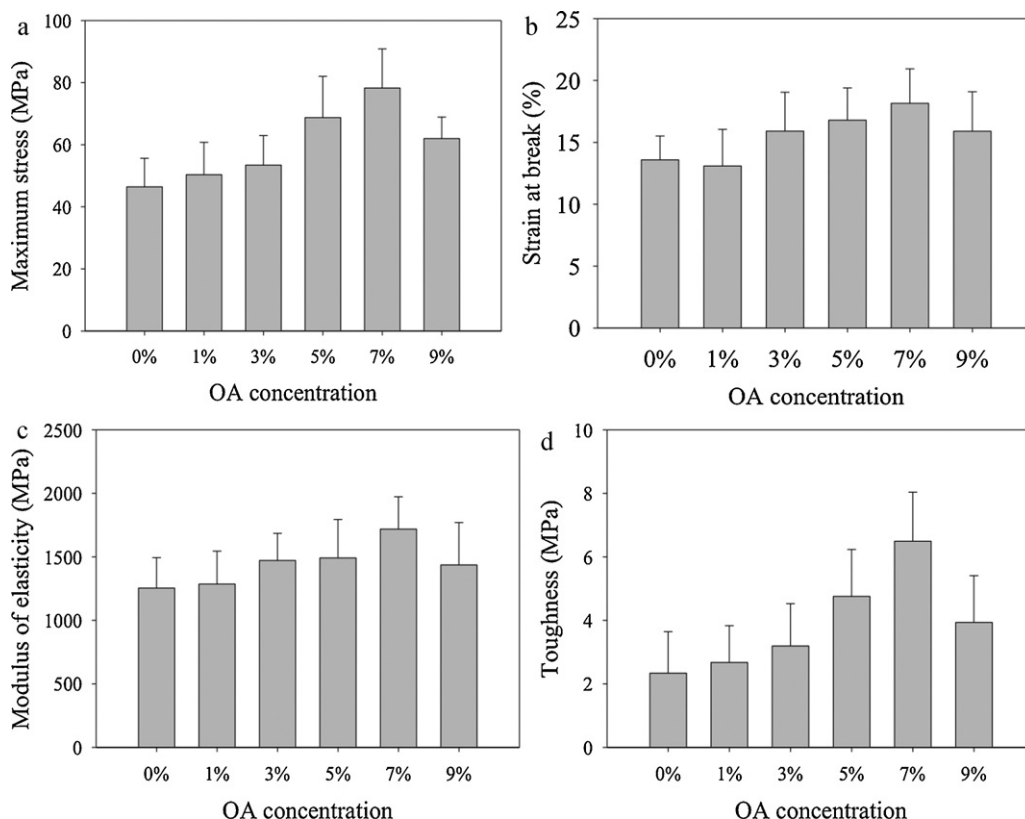 a
Maximum stress (MPa)
100
80
60
40
20
0
0% 1% 3% 5% 7% 9%
OA concentration
b
Strain at break (%)
25
20
15
10
5
0
0% 1% 3% 5% 7% 9%
OA concentration
c
Modulus of elasticity (MPa)
2500
2000
1500
1000
500
0
0% 1% 3% 5% 7% 9%
OA concentration
d
Toughness (MPa)
10
8
6
4
2
0
0% 1% 3% 5% 7% 9%
OA concentration